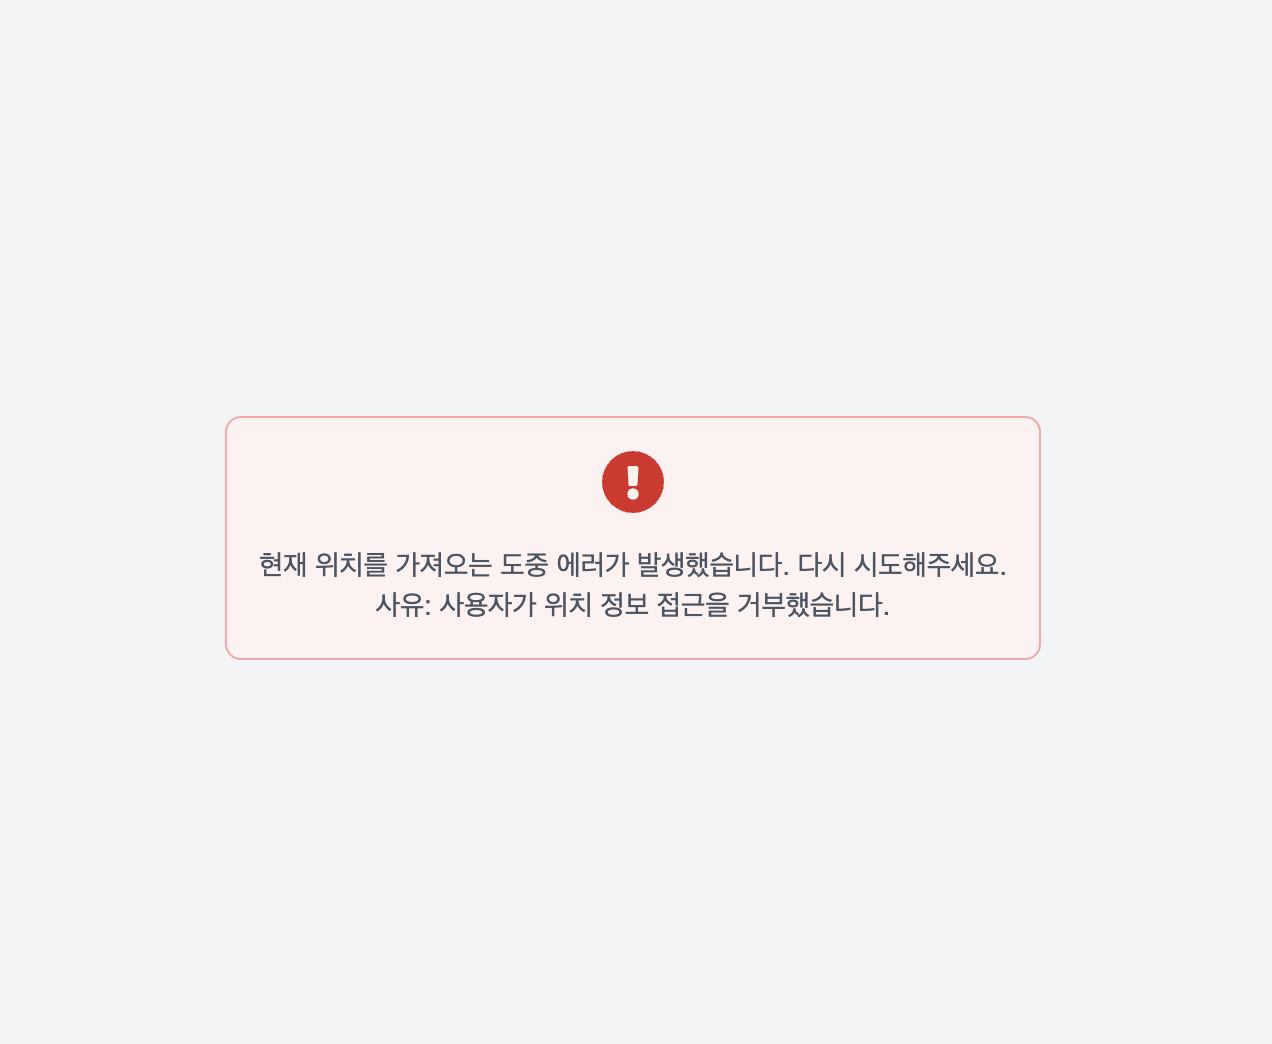 현재 위치를 가져오는 도중 에러가 발생했습니다. 다시 시도해주세요.
사유: 사용자가 위치 정보 접근을 거부했습니다.